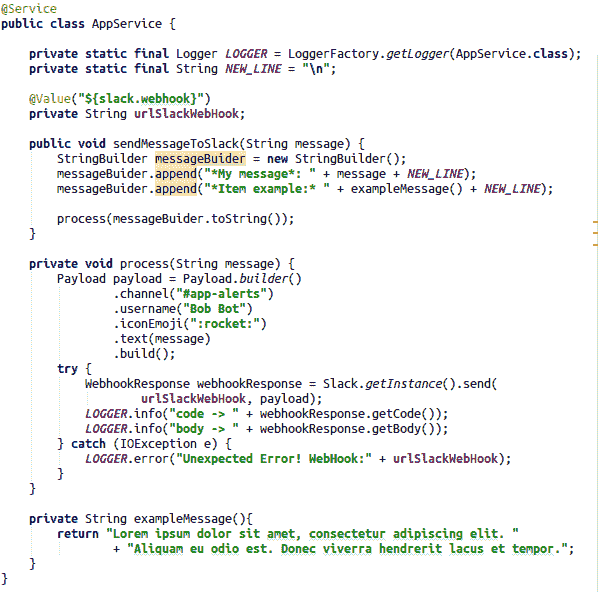 @Service
public class AppService {
private static final Logger LOGGER = LoggerFactory.getLogger(AppService.class);
private static final String NEW_LINE = "\n";
@Value("${slack.webhook}")
private String urlSlackWebHook;
public void sendMessageToSlack(String message) {
StringBuilder messageBuider = new StringBuilder();
messageBuider.append("*My message*: " + message + NEW_LINE);
messageBuider.append("*Item example:* " + exampleMessage() + NEW_LINE);
process(messageBuider.toString());
}
private void process(String message) {
Payload payload = Payload.builder()
.channel("#app-alerts")
.username("Bob Bot")
.iconEmoji(":rocket:")
.text(message)
.build();
try {
WebhookResponse webhookResponse = Slack.getInstance().send(
urlSlackWebHook, payload);
LOGGER.info("code -> " + webhookResponse.getCode());
LOGGER.info("body -> " + webhookResponse.getBody());
} catch (IOException e) {
LOGGER.error("Unexpected Error! WebHook:" + urlSlackWebHook);
}
}
private String exampleMessage(){
return "Lorem ipsum dolor sit amet, consectetur adipiscing elit. "
+ "Aliquam eu odio est. Donec viverra hendrerit lacus et tempor.";
}
}